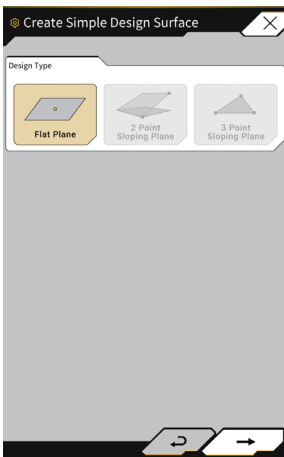 Create Simple Design Surface
Design Type
Flat Plane
2 Point
Sloping Plane
3 Point
Sloping Plane